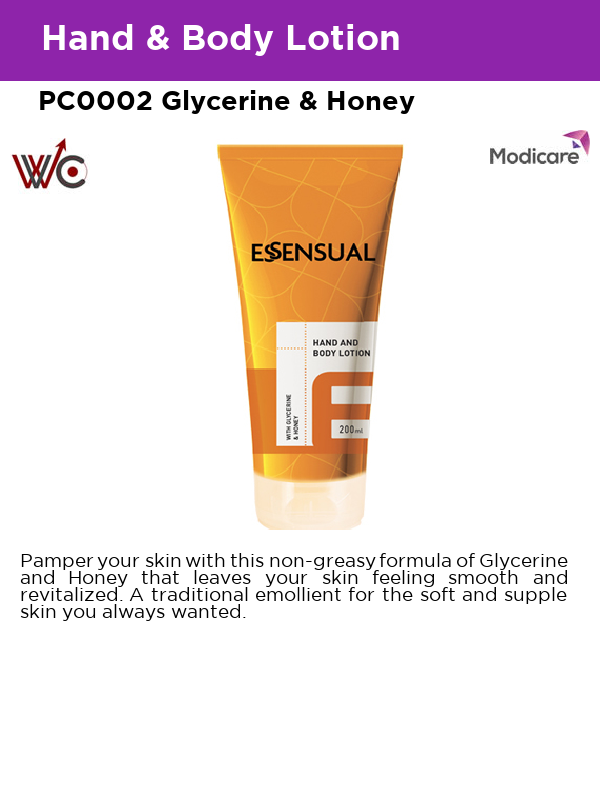 Hand & Body Lotion
PC0002 Glycerine & Honey
WC
Modicare
ESSENSUAL
HAND AND
BODY LOTION
WITH GLYCERINE
& HONEY
200ml
Pamper your skin with this non-greasy formula of Glycerine
and Honey that leaves your skin feeling smooth and
revitalized. A traditional emollient for the soft and supple
skin you always wanted.